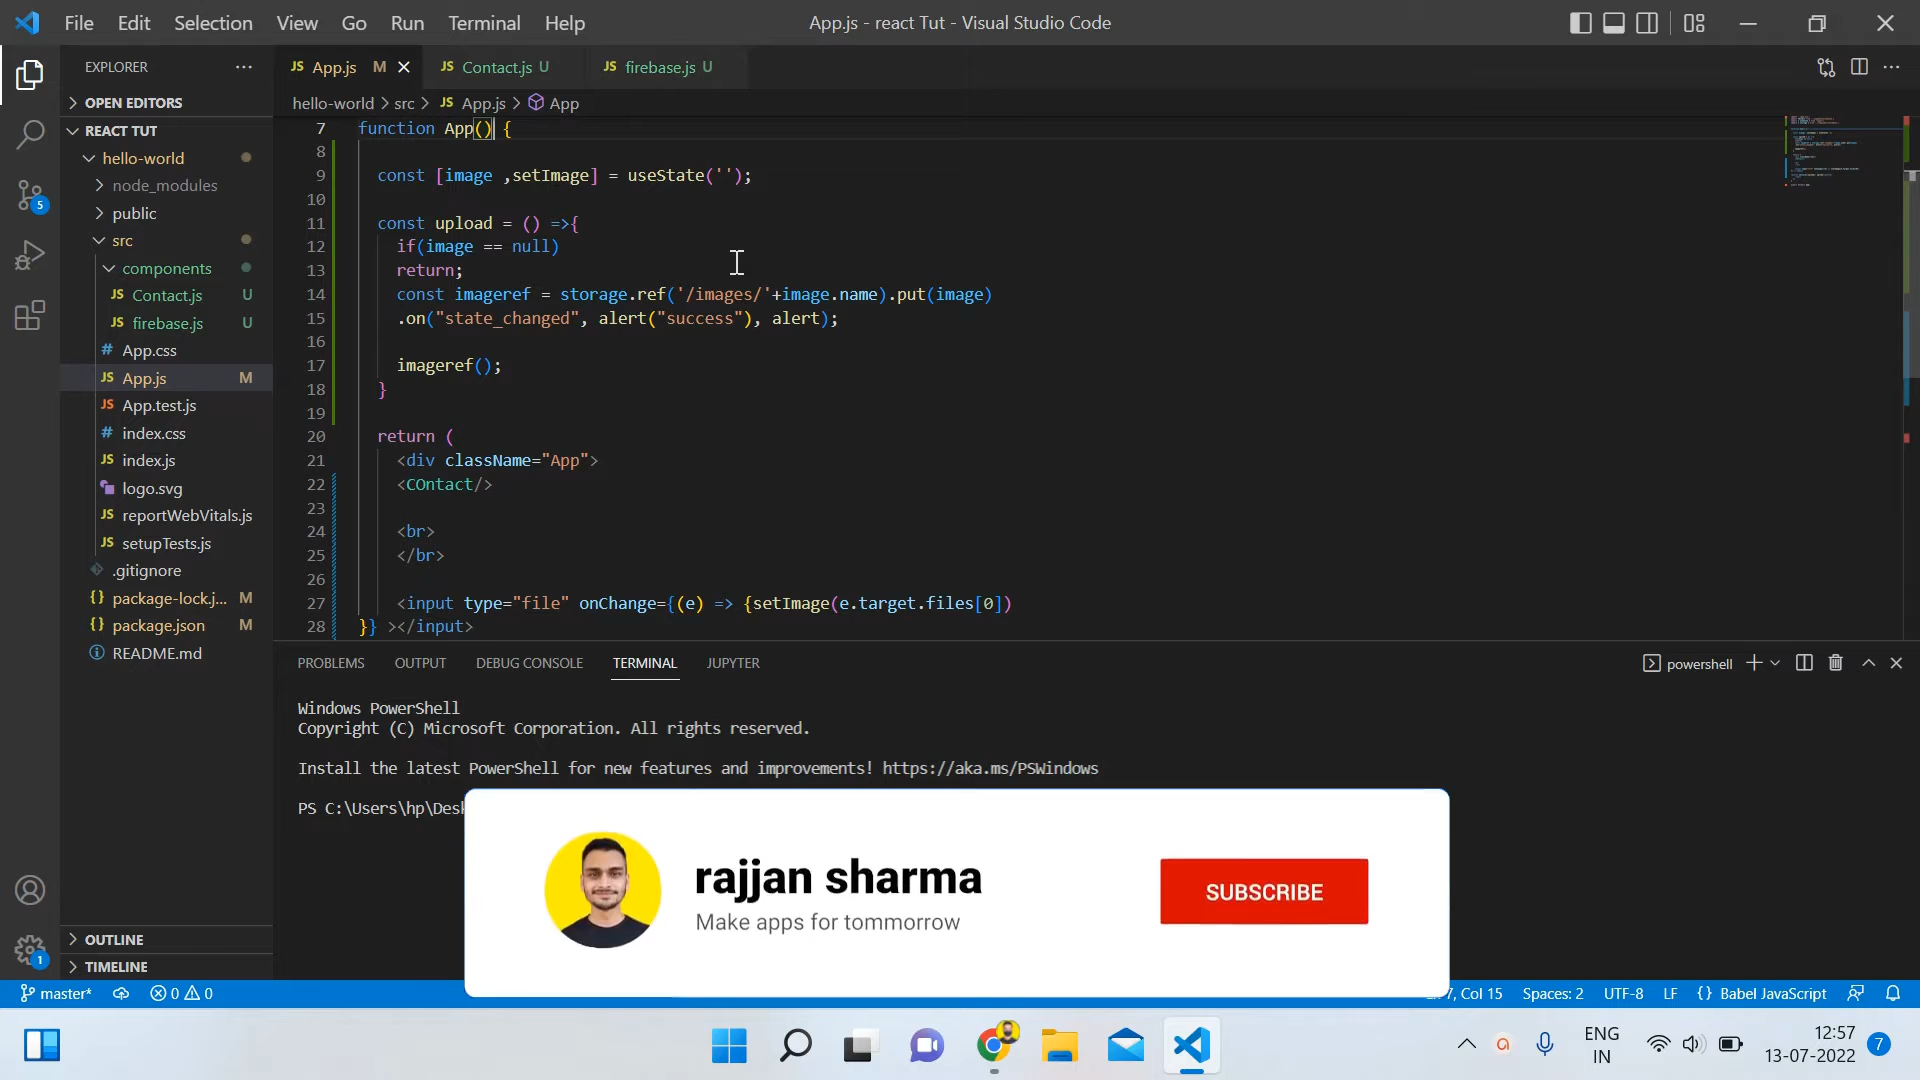 File Edit Selection View Go Run Terminal Help
App.js - react Tut - Visual Studio Code
EXPLORER
OPEN EDITORS
REACT TUT
hello-world
node_modules
public
src
components
JS Contact.js U
JS firebase.js U
# App.css
JS App.js M
JS App.test.js
# index.css
JS index.js
logo.svg
JS reportWebVitals.js
JS setupTests.js
.gitignore
{} package-lock.j... M
{} package.json M
README.md
OUTLINE
TIMELINE
5
1
JS App.js M
JS Contact.js U
JS firebase.js U
hello-world > src > JS App.js > App
7 function App() {
8
9 const [image ,setImage] = useState('');
10
11 const upload = () =>{
12 if(image == null)
13 return;
14 const imageref = storage.ref('/images/'+image.name).put(image)
15 .on("state_changed", alert("success"), alert);
16
17 imageref();
18 }
19
20 return (
21 <div className="App">
22 <COntact/>
23
24 <br>
25 </br>
26
27 <input type="file" onChange={(e) => {setImage(e.target.files[0])
28 }} ></input>
PROBLEMS OUTPUT DEBUG CONSOLE TERMINAL JUPYTER
powershell
Windows PowerShell
Copyright (C) Microsoft Corporation. All rights reserved.
Install the latest PowerShell for new features and improvements! https://aka.ms/PSWindows
PS C:\Users\hp\Desk
rajjan sharma
Make apps for tommorrow
SUBSCRIBE
master* 0 0
7, Col 15 Spaces: 2 UTF-8 LF {} Babel JavaScript
ENG
IN
12:57
13-07-2022
7